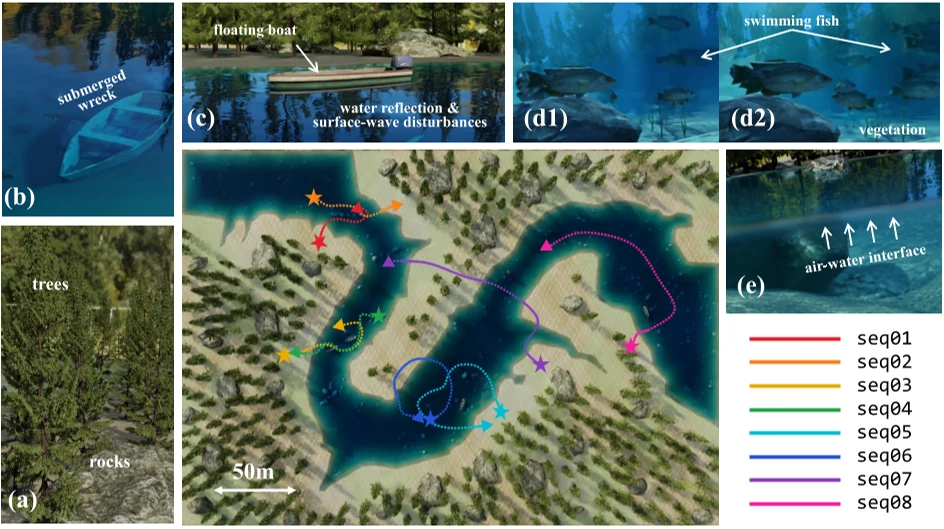 submerged
wreck
(b)
floating boat
water reflection &
surface-wave disturbances
(c)
swimming fish
(d1)
(d2)
vegetation
trees
rocks
(a)
50m
air-water interface
(e)
seq01
seq02
seq03
seq04
seq05
seq06
seq07
seq08